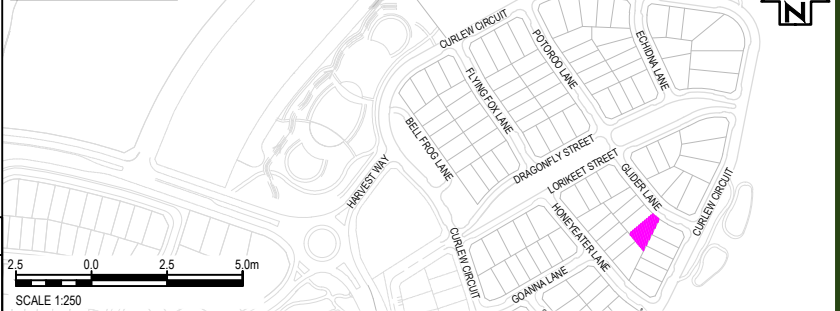 N
CURLEW CIRCUIT
POTOROO LANE
ECHIDNA LANE
FLYING FOX LANE
BELL FROG LANE
DRAGONFLY STREET
LORIKEET STREET
HARVEST WAY
GLIDER LANE
CURLEW CIRCUIT
HONEYEATER LANE
CURLEW CIRCUIT
GOANNA LANE
2.5 0.0 2.5 5.0m
SCALE 1:250